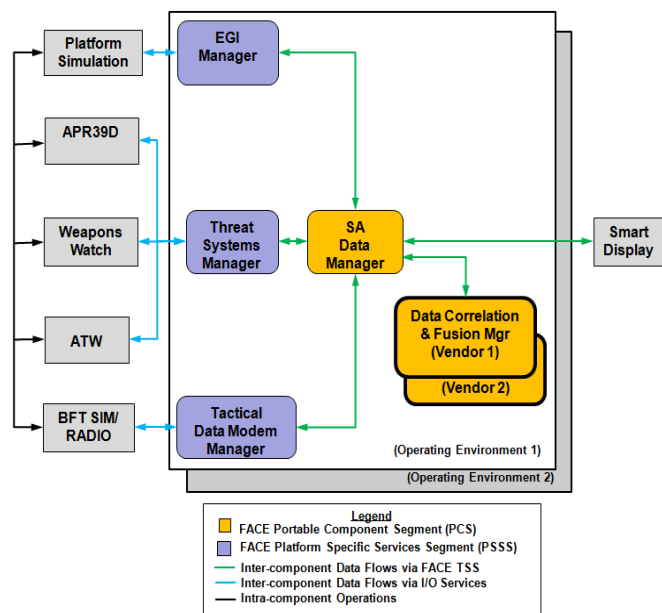 Platform
Simulation
EGI
Manager
APR39D
Weapons
Watch
Threat
Systems
Manager
SA
Data
Manager
Smart
Display
Data Correlation
& Fusion Mgr
(Vendor 1)
(Vendor 2)
ATW
BFT SIM/
RADIO
Tactical
Data Modem
Manager
(Operating Environment 1)
(Operating Environment 2)
Legend
FACE Portable Component Segment (PCS)
FACE Platform Specific Services Segment (PSSS)
Inter-component Data Flows via FACE TSS
Inter-component Data Flows via I/O Services
Intra-component Operations